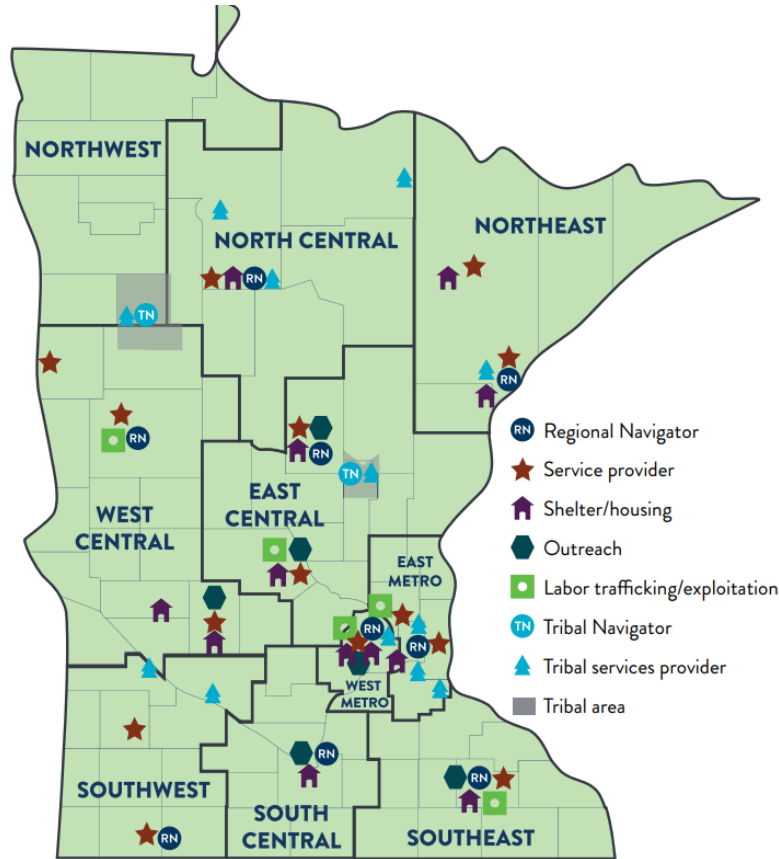 NORTHWEST
NORTH CENTRAL
NORTHEAST
RN
TN
RN
RN
RN
Regional Navigator
RN
RN
Service provider
TN
EAST
CENTRAL
Shelter/housing
WEST
CENTRAL
Outreach
EAST
METRO
Labor trafficking/exploitation
RN
TN
Tribal Navigator
RN
Tribal services provider
WEST
METRO
Tribal area
RN
RN
SOUTHWEST
SOUTH
CENTRAL
SOUTHEAST
RN